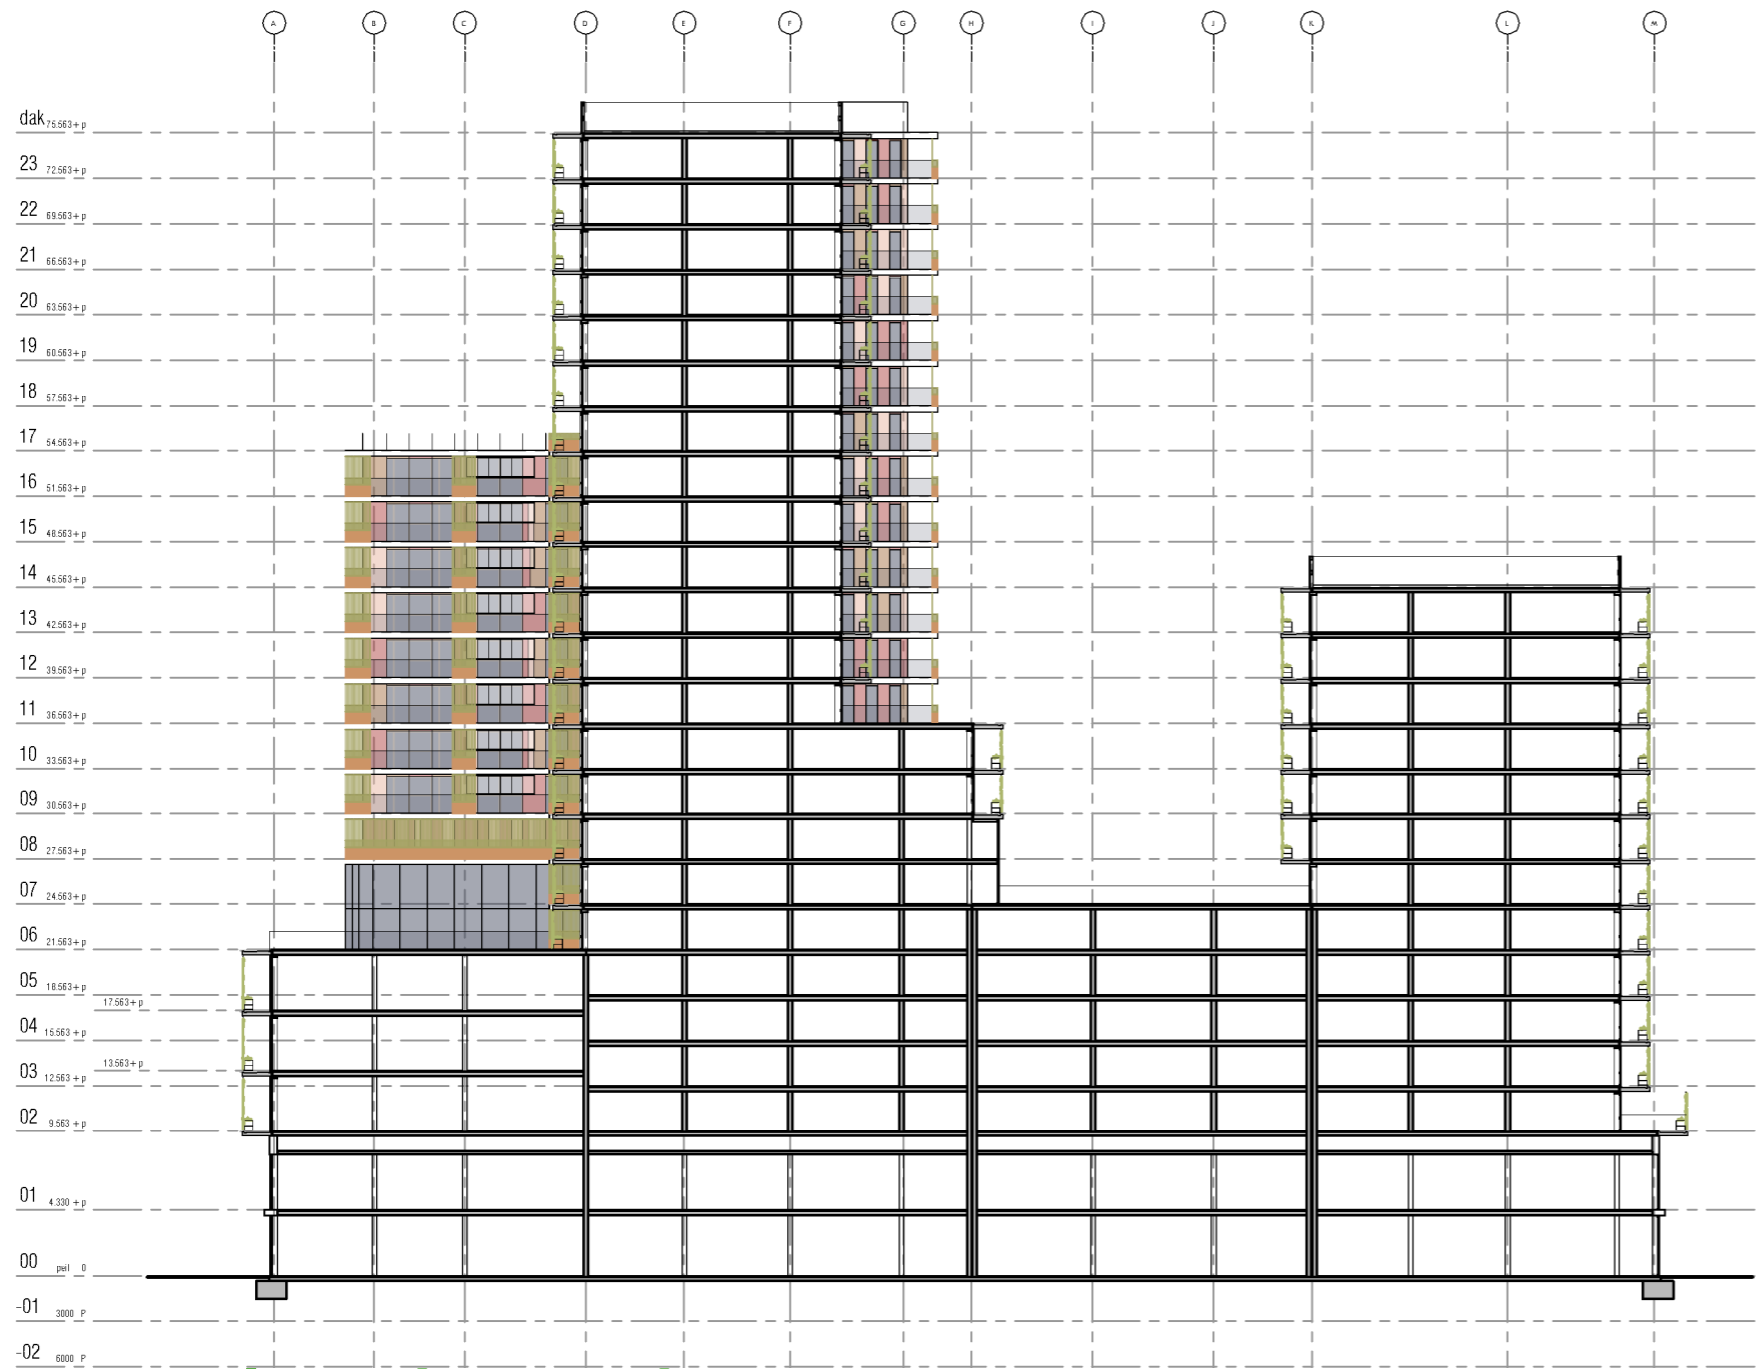 A B C D E F G H I J K L M
dak 75.563+ p
23 72.563+ p
22 69.563+ p
21 66.563+ p
20 63.563+ p
19 60.563+ p
18 57.563+ p
17 54.563+ p
16 51.563+ p
15 48.563+ p
14 45.563+ p
13 42.563+ p
12 39.563+ p
11 36.563+ p
10 33.563+ p
09 30.563+ p
08 27.563+ p
07 24.563+ p
06 21.563+ p
05 18.563+ p
17.563+ p
04 15.563 + p
13.563+ p
03 12.563+ p
02 9.563 + p
01 4.330 + p
00 peil 0
-01 3000 P
-02 6000 P